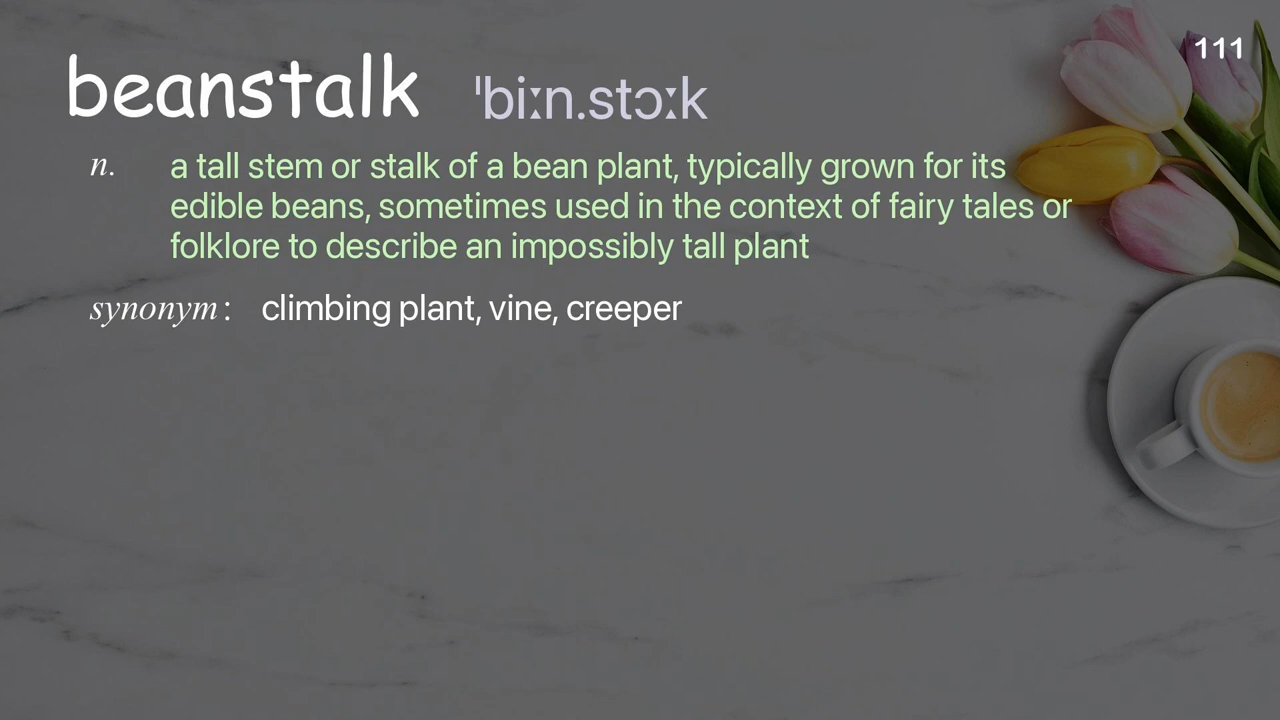 111
beanstalk ˈbiːn.stɔːk
n. a tall stem or stalk of a bean plant, typically grown for its
edible beans, sometimes used in the context of fairy tales or
folklore to describe an impossibly tall plant
synonym: climbing plant, vine, creeper